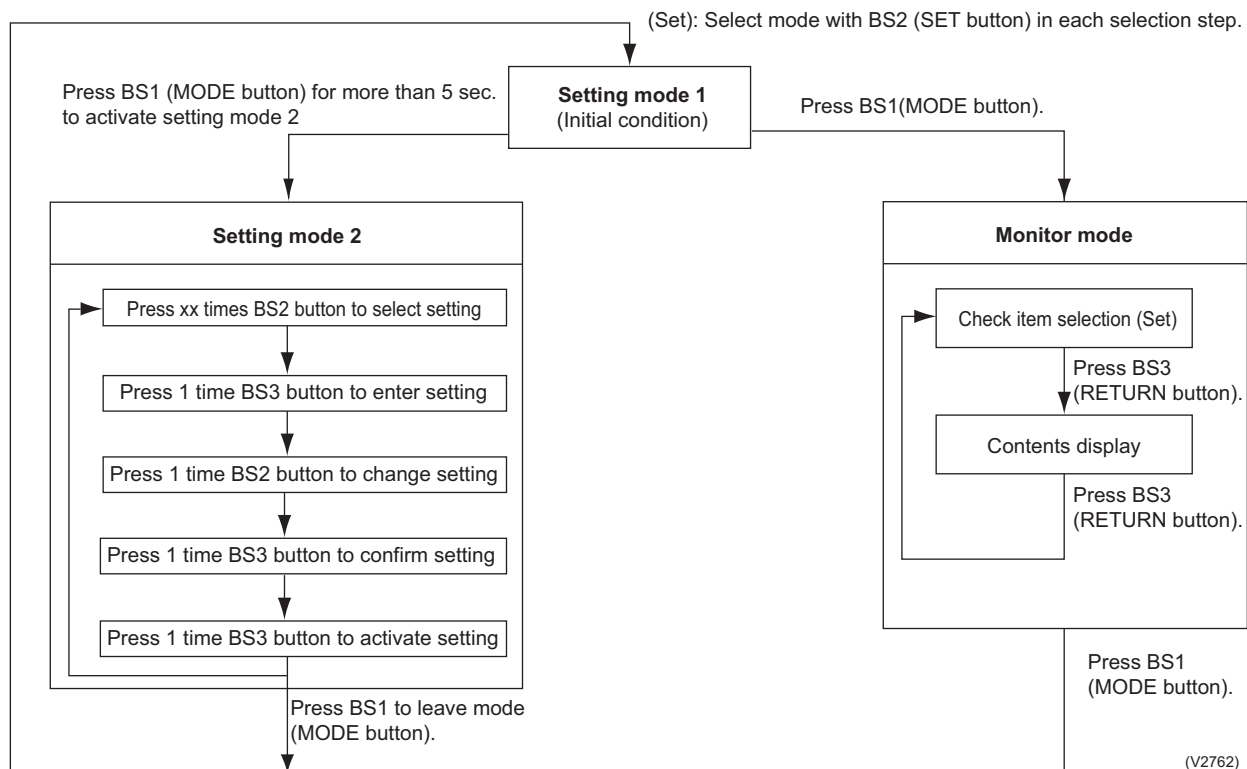 (Set): Select mode with BS2 (SET button) in each selection step.
Press BS1 (MODE button) for more than 5 sec.
to activate setting mode 2
Setting mode 1
(Initial condition)
Press BS1(MODE button).
Setting mode 2
Press xx times BS2 button to select setting
Press 1 time BS3 button to enter setting
Press 1 time BS2 button to change setting
Press 1 time BS3 button to confirm setting
Press 1 time BS3 button to activate setting
Press BS1 to leave mode
(MODE button).
Monitor mode
Check item selection (Set)
Press BS3
(RETURN button).
Contents display
Press BS3
(RETURN button).
Press BS1
(MODE button).
(V2762)